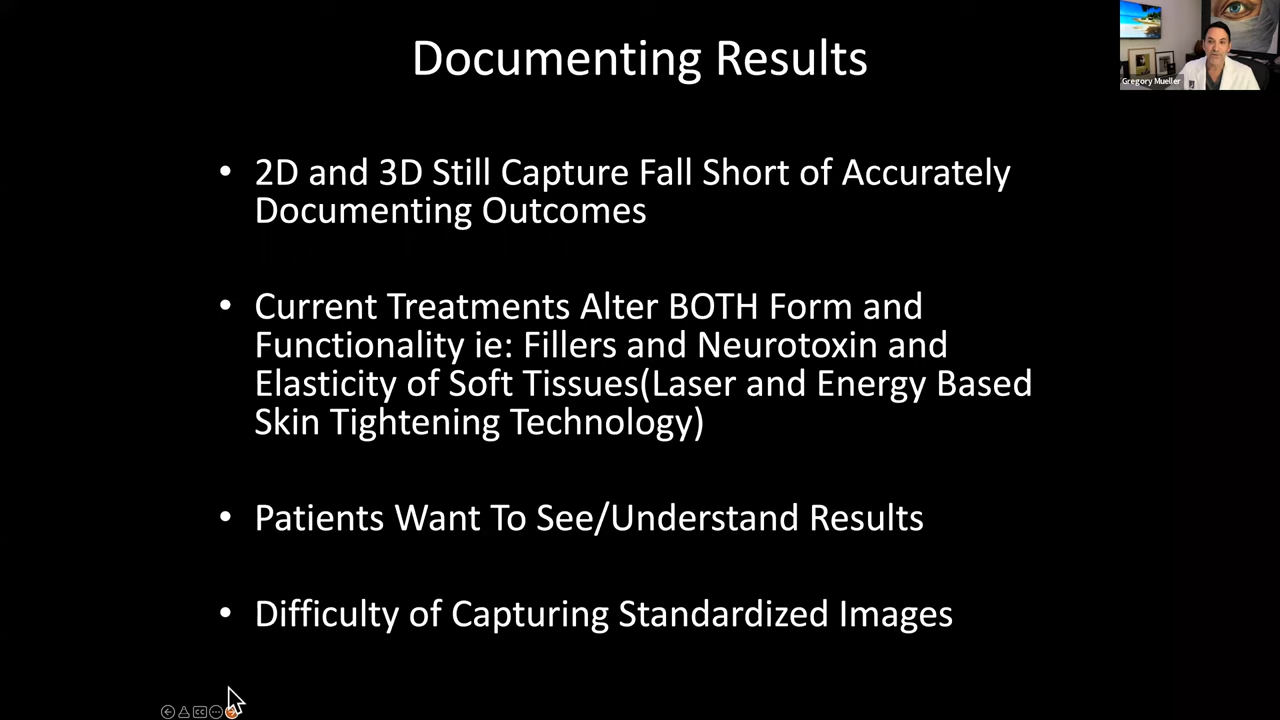 Documenting Results
Gregory Mueller
• 2D and 3D Still Capture Fall Short of Accurately
Documenting Outcomes
• Current Treatments Alter BOTH Form and
Functionality ie: Fillers and Neurotoxin and
Elasticity of Soft Tissues(Laser and Energy Based
Skin Tightening Technology)
• Patients Want To See/Understand Results
• Difficulty of Capturing Standardized Images
CC